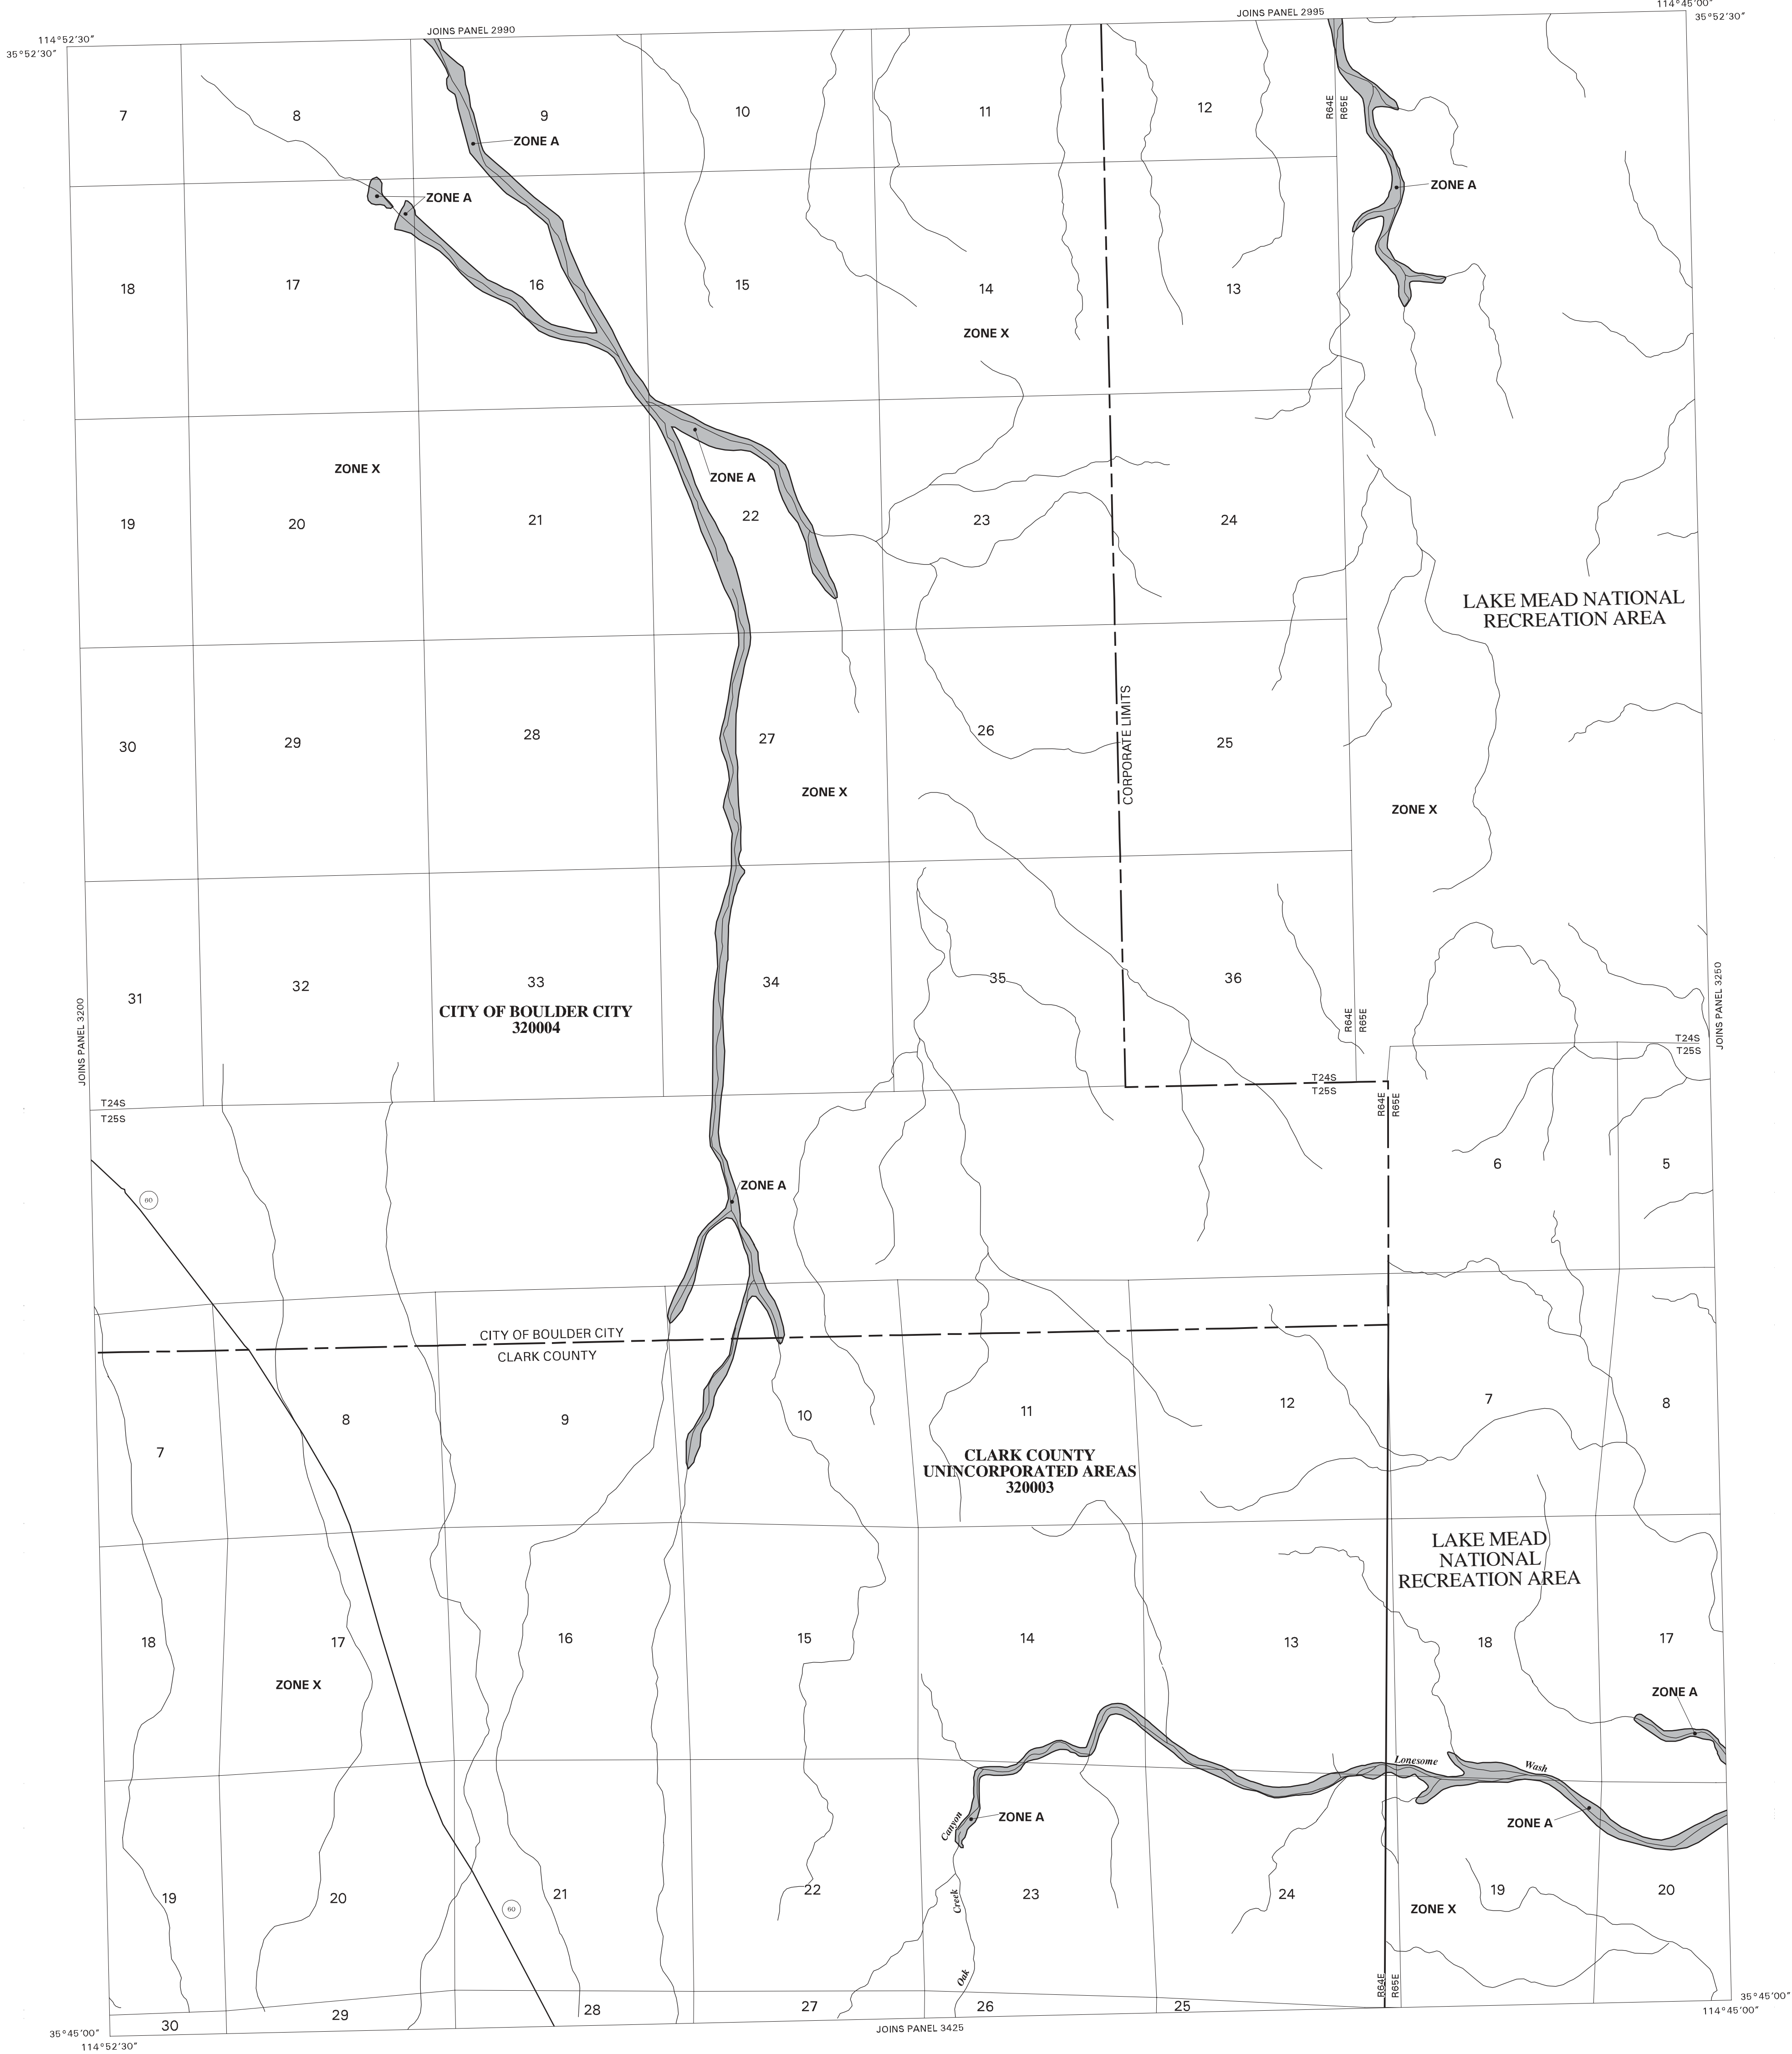 114°52'30"
JOINS PANEL 2990
JOINS PANEL 2995
114°45'00"
35°52'30"
35°52'30"
7
8
9
10
11
12
R64E
R65E
ZONE A
ZONE A
ZONE A
18
17
16
15
14
13
ZONE X
ZONE X
ZONE A
19
20
21
22
23
24
LAKE MEAD NATIONAL
RECREATION AREA
30
29
28
27
26
25
CORPORATE LIMITS
ZONE X
ZONE X
31
32
33
34
35
36
CITY OF BOULDER CITY
320004
JOINS PANEL 3200
JOINS PANEL 3250
R64E
R65E
T24S
T25S
T24S
T25S
T24S
T25S
R64E
R65E
6
5
60
ZONE A
CITY OF BOULDER CITY
CLARK COUNTY
7
8
9
10
11
12
7
8
CLARK COUNTY
UNINCORPORATED AREAS
320003
LAKE MEAD
NATIONAL
RECREATION AREA
18
17
16
15
14
13
18
17
ZONE X
ZONE A
Lonesome
Wash
Canyon
ZONE A
ZONE A
19
20
21
22
23
24
19
20
Creek
60
ZONE X
Oak
R64E
R65E
30
29
28
27
26
25
35°45'00"
114°52'30"
JOINS PANEL 3425
35°45'00"
114°45'00"